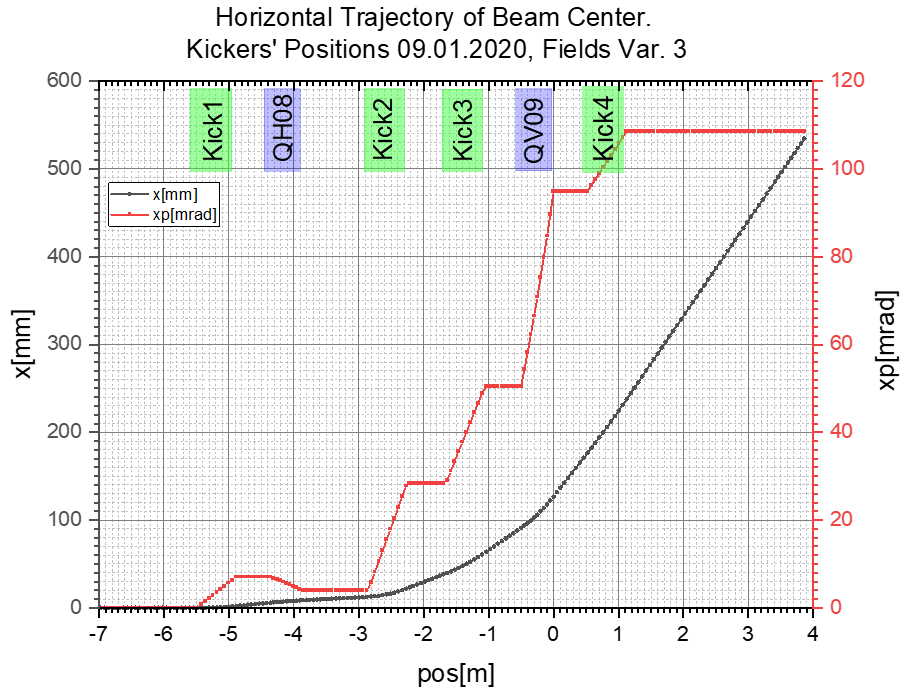 Horizontal Trajectory of Beam Center.
Kickers' Positions 09.01.2020, Fields Var. 3
600
500
400
300
200
100
0
x[mm]
Kick1
QH08
Kick2
Kick3
QV09
Kick4
x[mm]
xp[mrad]
120
100
80
60
40
20
0
xp[mrad]
-7 -6 -5 -4 -3 -2 -1 0 1 2 3 4
pos[m]